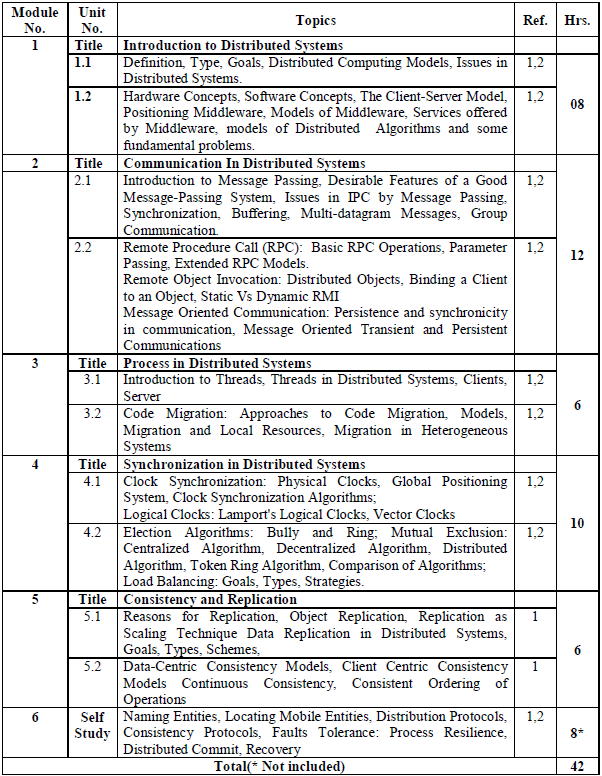 Module No. Unit No. Topics Ref. Hrs.
1 Title Introduction to Distributed Systems
1.1 Definition, Type, Goals, Distributed Computing Models, Issues in 1,2
Distributed Systems.
08
1.2 Hardware Concepts, Software Concepts, The Client-Server Model, 1,2
Positioning Middleware, Models of Middleware, Services offered
by Middleware, models of Distributed Algorithms and some
fundamental problems.
2 Title Communication In Distributed Systems
2.1 Introduction to Message Passing, Desirable Features of a Good 1,2
Message-Passing System, Issues in IPC by Message Passing,
Synchronization, Buffering, Multi-datagram Messages, Group
Communication.
12
2.2 Remote Procedure Call (RPC): Basic RPC Operations, Parameter 1,2
Passing, Extended RPC Models.
Remote Object Invocation: Distributed Objects, Binding a Client
to an Object, Static Vs Dynamic RMI
Message Oriented Communication: Persistence and synchronicity
in communication, Message Oriented Transient and Persistent
Communications
3 Title Process in Distributed Systems
3.1 Introduction to Threads, Threads in Distributed Systems, Clients, 1,2
Server
6
3.2 Code Migration: Approaches to Code Migration, Models, 1,2
Migration and Local Resources, Migration in Heterogeneous
Systems
4 Title Synchronization in Distributed Systems
4.1 Clock Synchronization: Physical Clocks, Global Positioning 1,2
System, Clock Synchronization Algorithms;
Logical Clocks: Lamport's Logical Clocks, Vector Clocks
10
4.2 Election Algorithms: Bully and Ring; Mutual Exclusion: 1,2
Centralized Algorithm, Decentralized Algorithm, Distributed
Algorithm, Token Ring Algorithm, Comparison of Algorithms;
Load Balancing: Goals, Types, Strategies.
5 Title Consistency and Replication
5.1 Reasons for Replication, Object Replication, Replication as 1
Scaling Technique Data Replication in Distributed Systems,
Goals, Types, Schemes,
6
5.2 Data-Centric Consistency Models, Client Centric Consistency 1
Models Continuous Consistency, Consistent Ordering of
Operations
6 Self Study Naming Entities, Locating Mobile Entities, Distribution Protocols, 1,2
Consistency Protocols, Faults Tolerance: Process Resilience, 8*
Distributed Commit, Recovery
Total(* Not included) 42